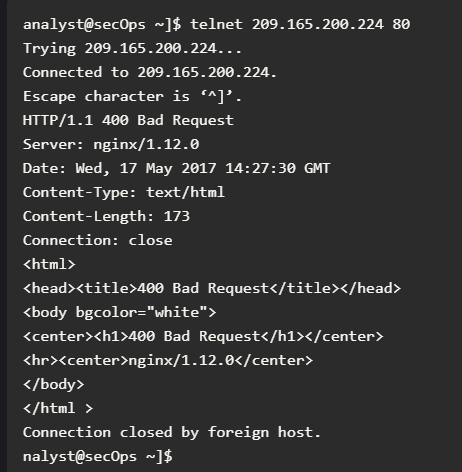 analyst@secOps ~]$ telnet 209.165.200.224 80
Trying 209.165.200.224...
Connected to 209.165.200.224.
Escape character is ‘^]’.
HTTP/1.1 400 Bad Request
Server: nginx/1.12.0
Date: Wed, 17 May 2017 14:27:30 GMT
Content-Type: text/html
Content-Length: 173
Connection: close
<html>
<head><title>400 Bad Request</title></head>
<body bgcolor="white">
<center><h1>400 Bad Request</h1></center>
<hr><center>nginx/1.12.0</center>
</body>
</html >
Connection closed by foreign host.
nalyst@secOps ~]$